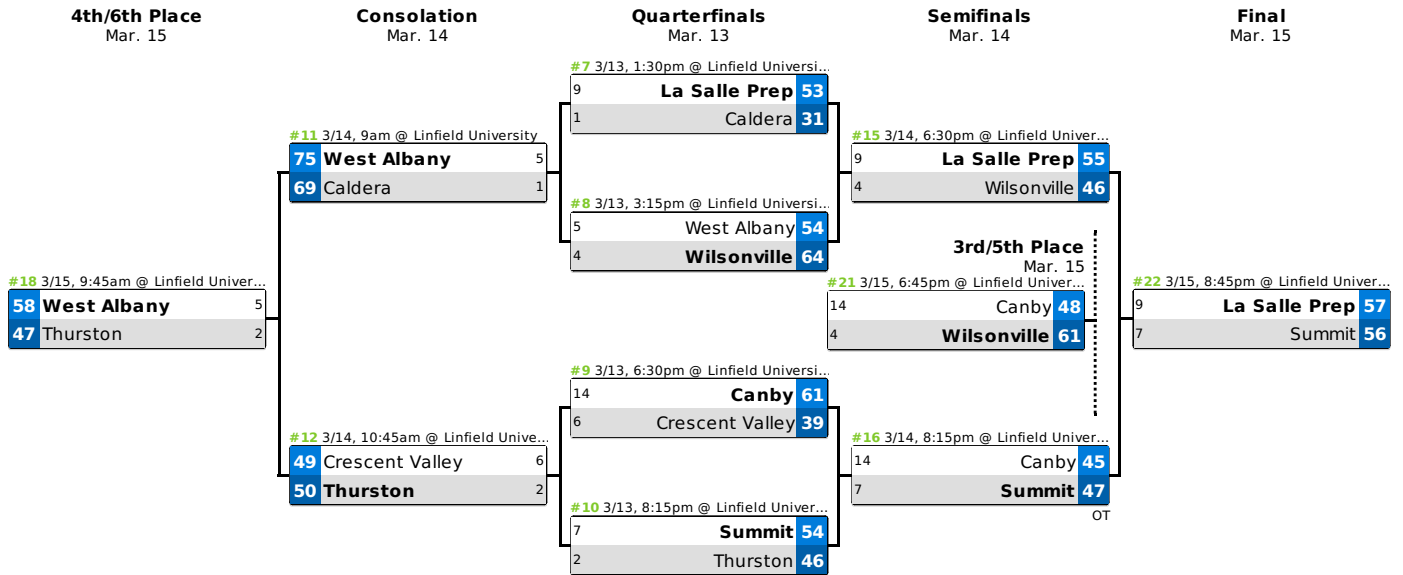 4th/6th Place
Mar. 15
Consolation
Mar. 14
Quarterfinals
Mar. 13
Semifinals
Mar. 14
Final
Mar. 15
#7 3/13, 1:30pm @ Linfield Universi...
9 La Salle Prep 53
1 Caldera 31
#11 3/14, 9am @ Linfield University
75 West Albany 5
69 Caldera 1
#15 3/14, 6:30pm @ Linfield Univer...
9 La Salle Prep 55
4 Wilsonville 46
#8 3/13, 3:15pm @ Linfield Universi...
5 West Albany 54
4 Wilsonville 64
3rd/5th Place
Mar. 15
#18 3/15, 9:45am @ Linfield Univer...
58 West Albany 5
47 Thurston 2
#21 3/15, 6:45pm @ Linfield Univer...
14 Canby 48
4 Wilsonville 61
#22 3/15, 8:45pm @ Linfield Univer...
9 La Salle Prep 57
7 Summit 56
#9 3/13, 6:30pm @ Linfield Universi...
14 Canby 61
6 Crescent Valley 39
#12 3/14, 10:45am @ Linfield Unive...
49 Crescent Valley 6
50 Thurston 2
#16 3/14, 8:15pm @ Linfield Univer...
14 Canby 45
7 Summit 47
OT
#10 3/13, 8:15pm @ Linfield Univer...
7 Summit 54
2 Thurston 46